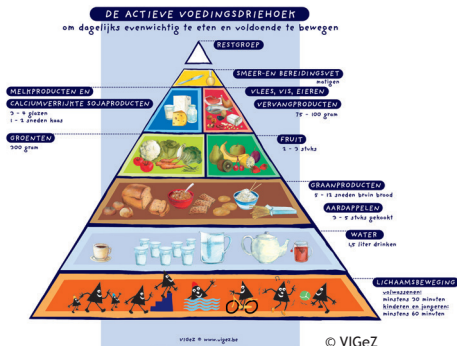 DE ACTIEVE VOEDINGSDRIEHOEK
om dagelijks evenwichtig te eten en voldoende te bewegen
RESTGROEP
SMEER-EN BEREIDINGSVET
matigen
MELKPRODUCTEN EN
CALCIUMVERRIJKTE SOJAPRODUCTEN
3 - 4 glazen
1 - 2 sneden kaas
VLEES, VIS, EIEREN
VERVANGPRODUCTEN
75 - 100 gram
GROENTEN
300 gram
FRUIT
2 - 3 stuks
GRAANPRODUCTEN
5 - 12 sneden bruin brood
AARDAPPELEN
3 - 5 stuks gekookt
WATER
1,5 liter drinken
LICHAAMSBEWEGING
volwassenen:
minstens 30 minuten
kinderen en jongeren:
minstens 60 minuten
VIGeZ © www.vigez.be
© VIGeZ